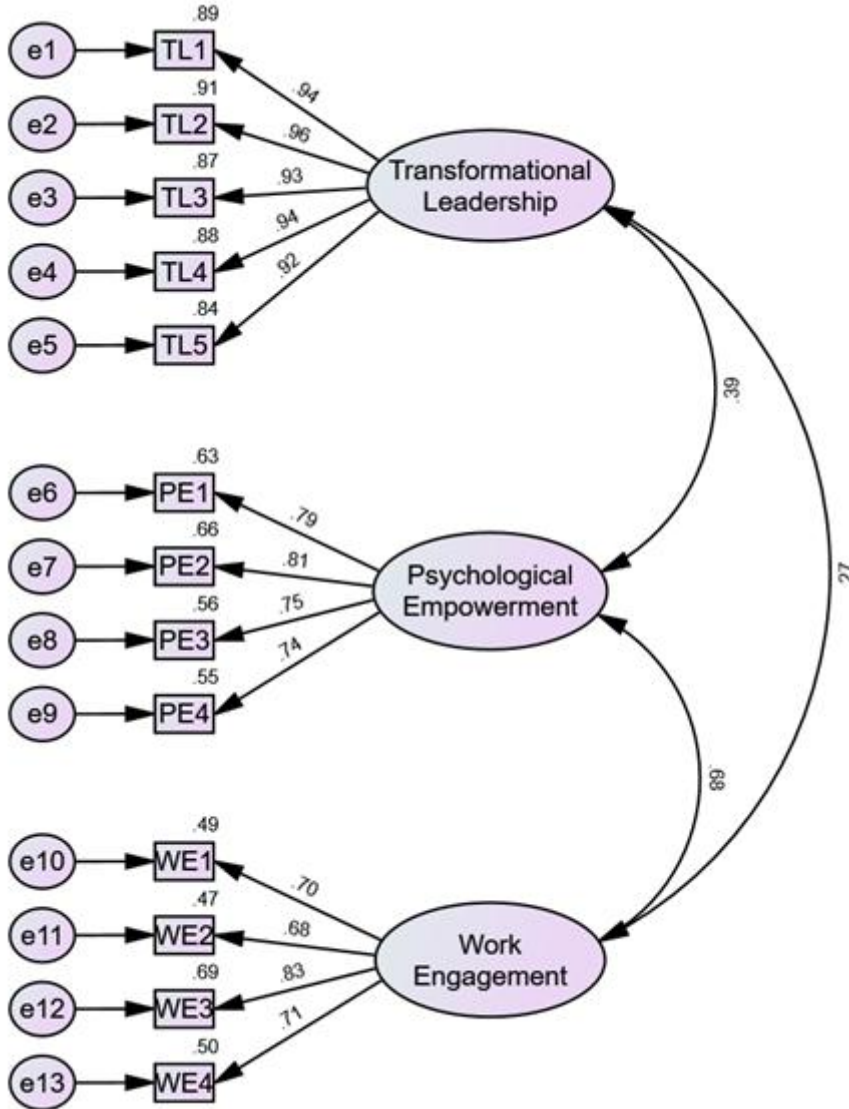 .89
e1 TL1
.94
.91
e2 TL2
.96
.87
e3 TL3
.93
Transformational
Leadership
.88
e4 TL4
.94
.84
e5 TL5
.92
.39
.27
.63
e6 PE1
.79
.66
e7 PE2
.81
.56
e8 PE3
.75
Psychological
Empowerment
.55
e9 PE4
.74
.49
e10 WE1
.70
.47
e11 WE2
.68
.69
e12 WE3
.83
Work
Engagement
.50
e13 WE4
.71